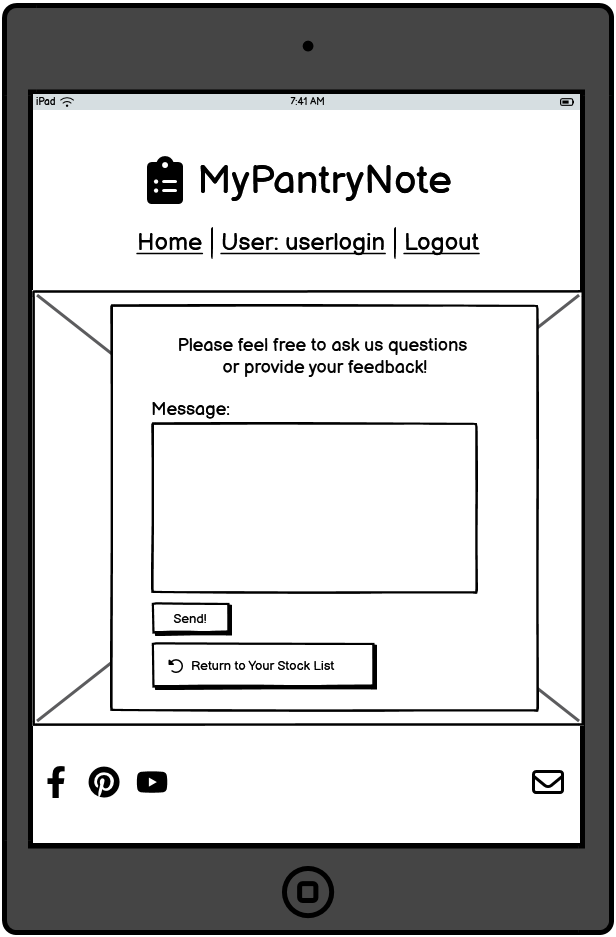 iPad
7:41 AM
MyPantryNote
Home | User: userlogin | Logout
Please feel free to ask us questions
or provide your feedback!
Message:
Send!
Return to Your Stock List